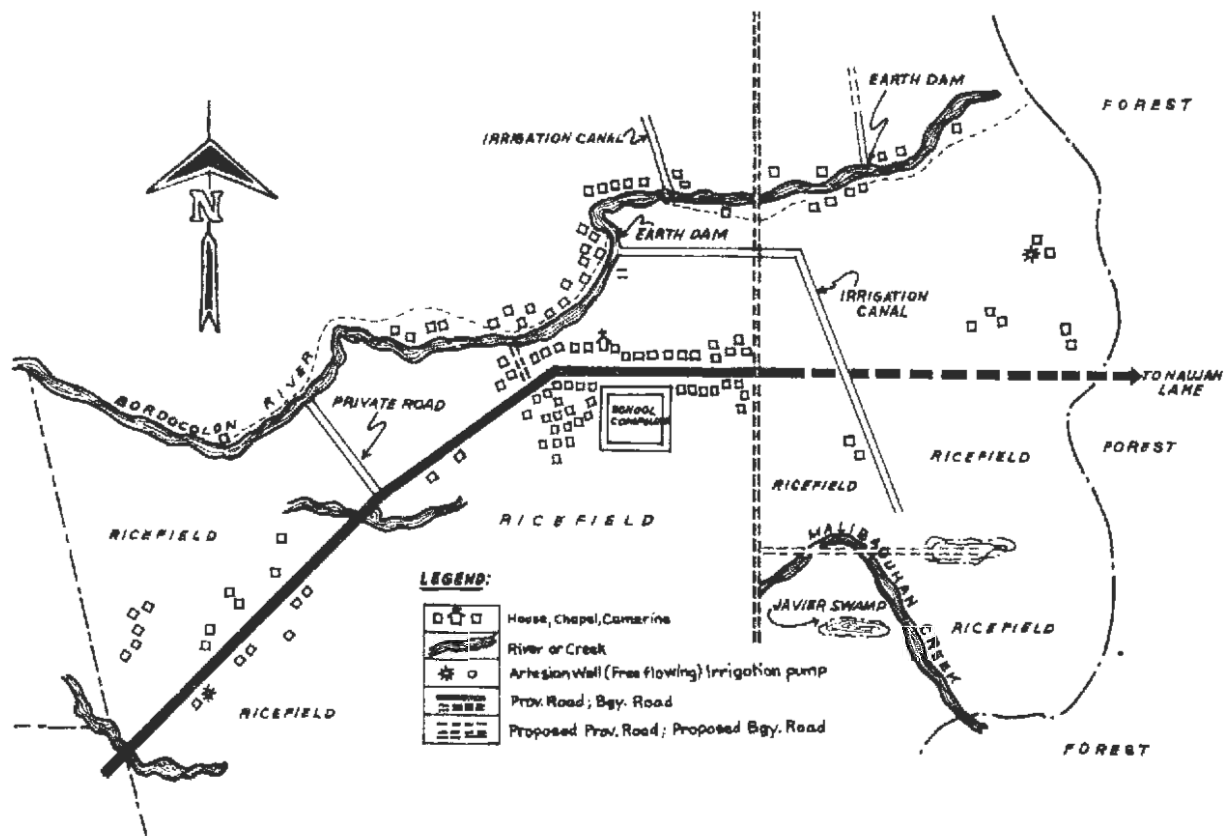 FOREST
EARTH DAM
IRRIGATION CANAL
N
EARTH DAM
IRRIGATION
CANAL
TO NAUJAN
LAKE
BORDOCOLON RIVER
PRIVATE ROAD
SCHOOL
COMPOUND
FOREST
RICEFIELD
RICEFIELD
RICEFIELD
RICEFIELD
MALIBAGUHAN CREEK
JAVIER SWAMP
RICEFIELD
RICEFIELD
FOREST
LEGEND:
House, Chapel, Camarine
River or Creek
Artesian Well (Free flowing) Irrigation pump
Prov. Road; Bgy. Road
Proposed Prov. Road; Proposed Bgy. Road